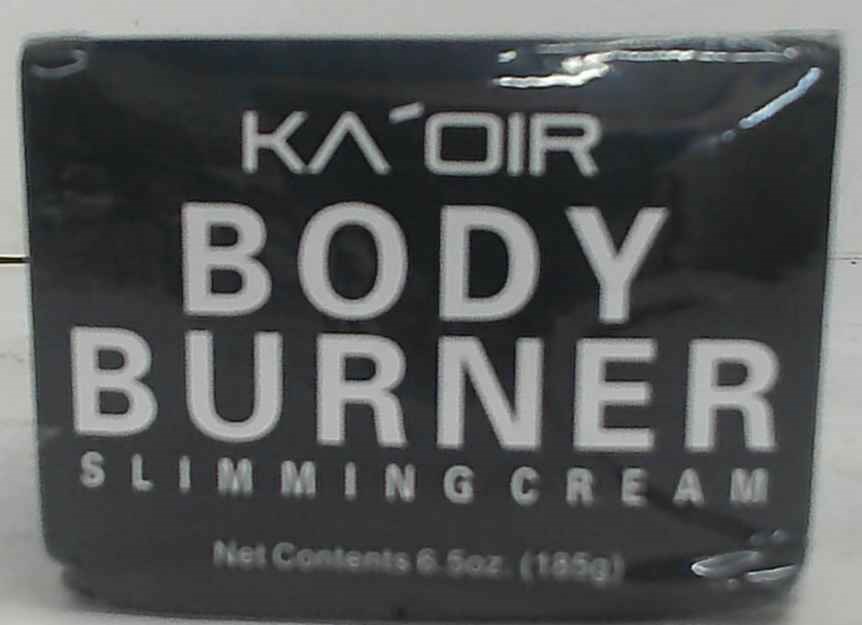 KA'OIR
BODY
BURNER
SLIMMING CREAM
Net Contents 6.5oz. (185g)